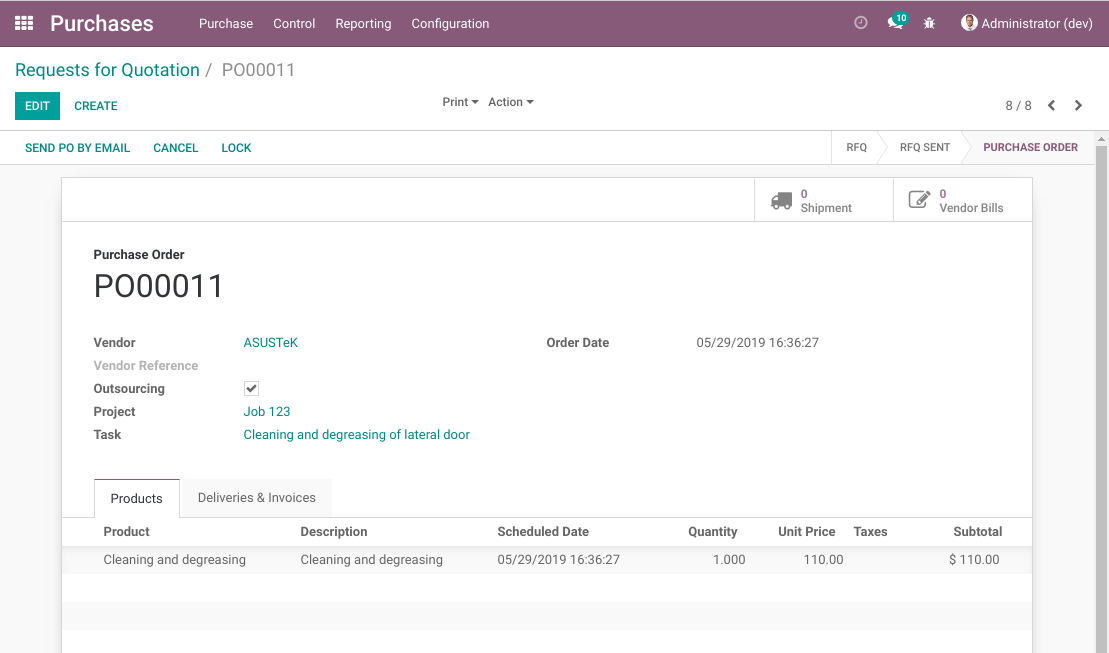 Purchases Purchase Control Reporting Configuration 10 Administrator (dev)
Requests for Quotation / PO00011
EDIT CREATE Print Action 8 / 8
SEND PO BY EMAIL CANCEL LOCK RFQ RFQ SENT PURCHASE ORDER
0 Shipment 0 Vendor Bills
Purchase Order
PO00011
Vendor ASUSTeK Order Date 05/29/2019 16:36:27
Vendor Reference
Outsourcing
Project Job 123
Task Cleaning and degreasing of lateral door
Products Deliveries & Invoices
Product Description Scheduled Date Quantity Unit Price Taxes Subtotal
Cleaning and degreasing Cleaning and degreasing 05/29/2019 16:36:27 1.000 110.00 $ 110.00